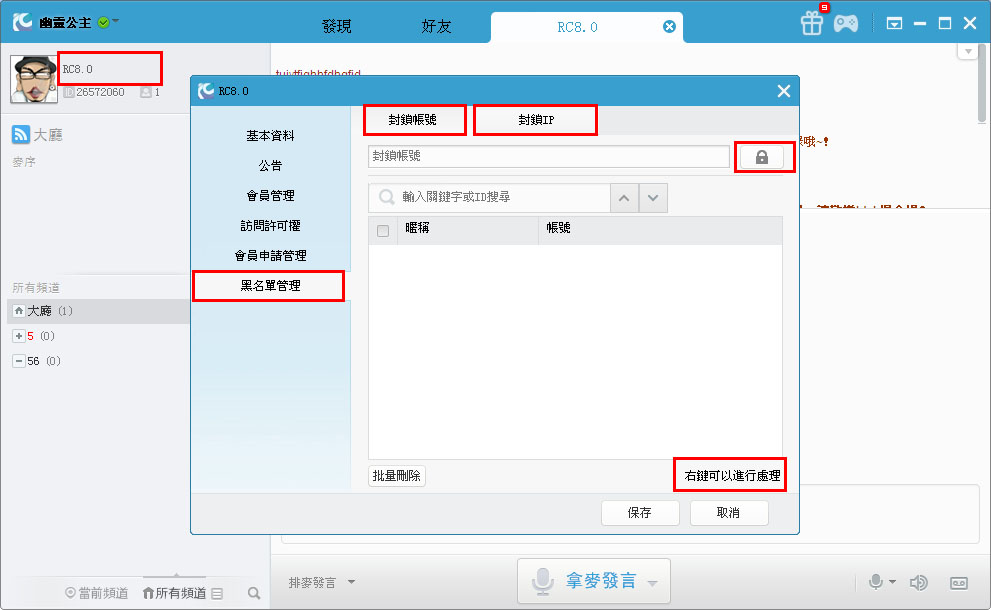 幽靈公主
發現
好友
RC8.0
9
RC8.0
26572060
1
大廳
麥序
所有頻道
大廳 (1)
5 (0)
56 (0)
RC8.0
基本資料
公告
會員管理
訪問許可權
會員申請管理
黑名單管理
封鎖帳號
封鎖IP
封鎖帳號
輸入關鍵字或ID搜尋
暱稱
帳號
批量刪除
右鍵可以進行處理
保存
取消
當前頻道
所有頻道
排麥發言
拿麥發言